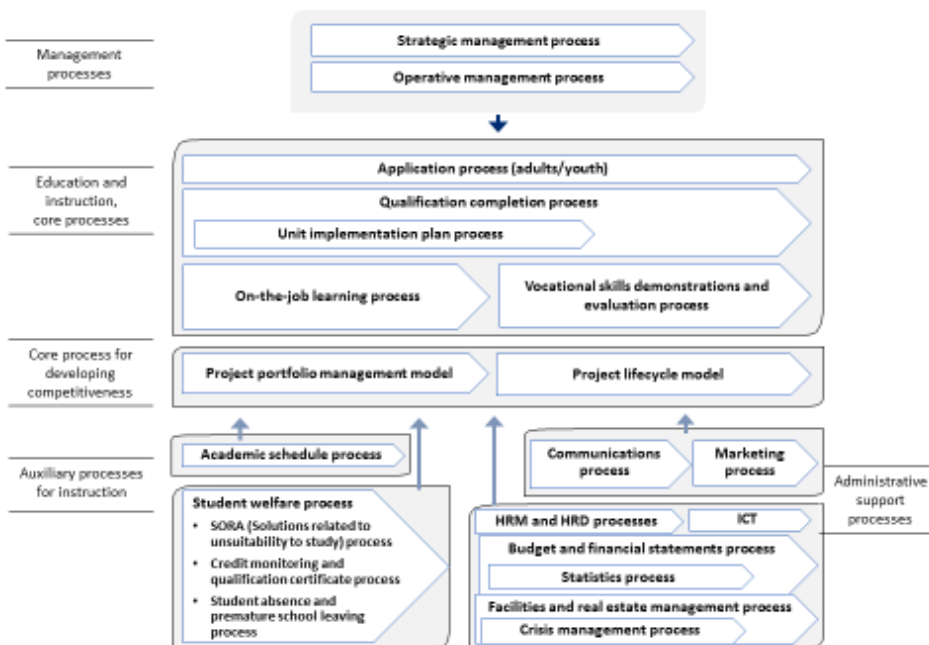 Management
processes
Strategic management process
Operative management process
Education and
instruction,
core processes
Application process (adults/youth)
Qualification completion process
Unit implementation plan process
On-the-job learning process
Vocational skills demonstrations and
evaluation process
Core process for
developing
competitiveness
Project portfolio management model
Project lifecycle model
Auxiliary processes
for instruction
Academic schedule process
Student welfare process
• SORA (Solutions related to
unsuitability to study) process
• Credit monitoring and
qualification certificate process
• Student absence and
premature school leaving
process
Communications
process
Marketing
process
Administrative
support
processes
HRM and HRD processes
ICT
Budget and financial statements process
Statistics process
Facilities and real estate management process
Crisis management process